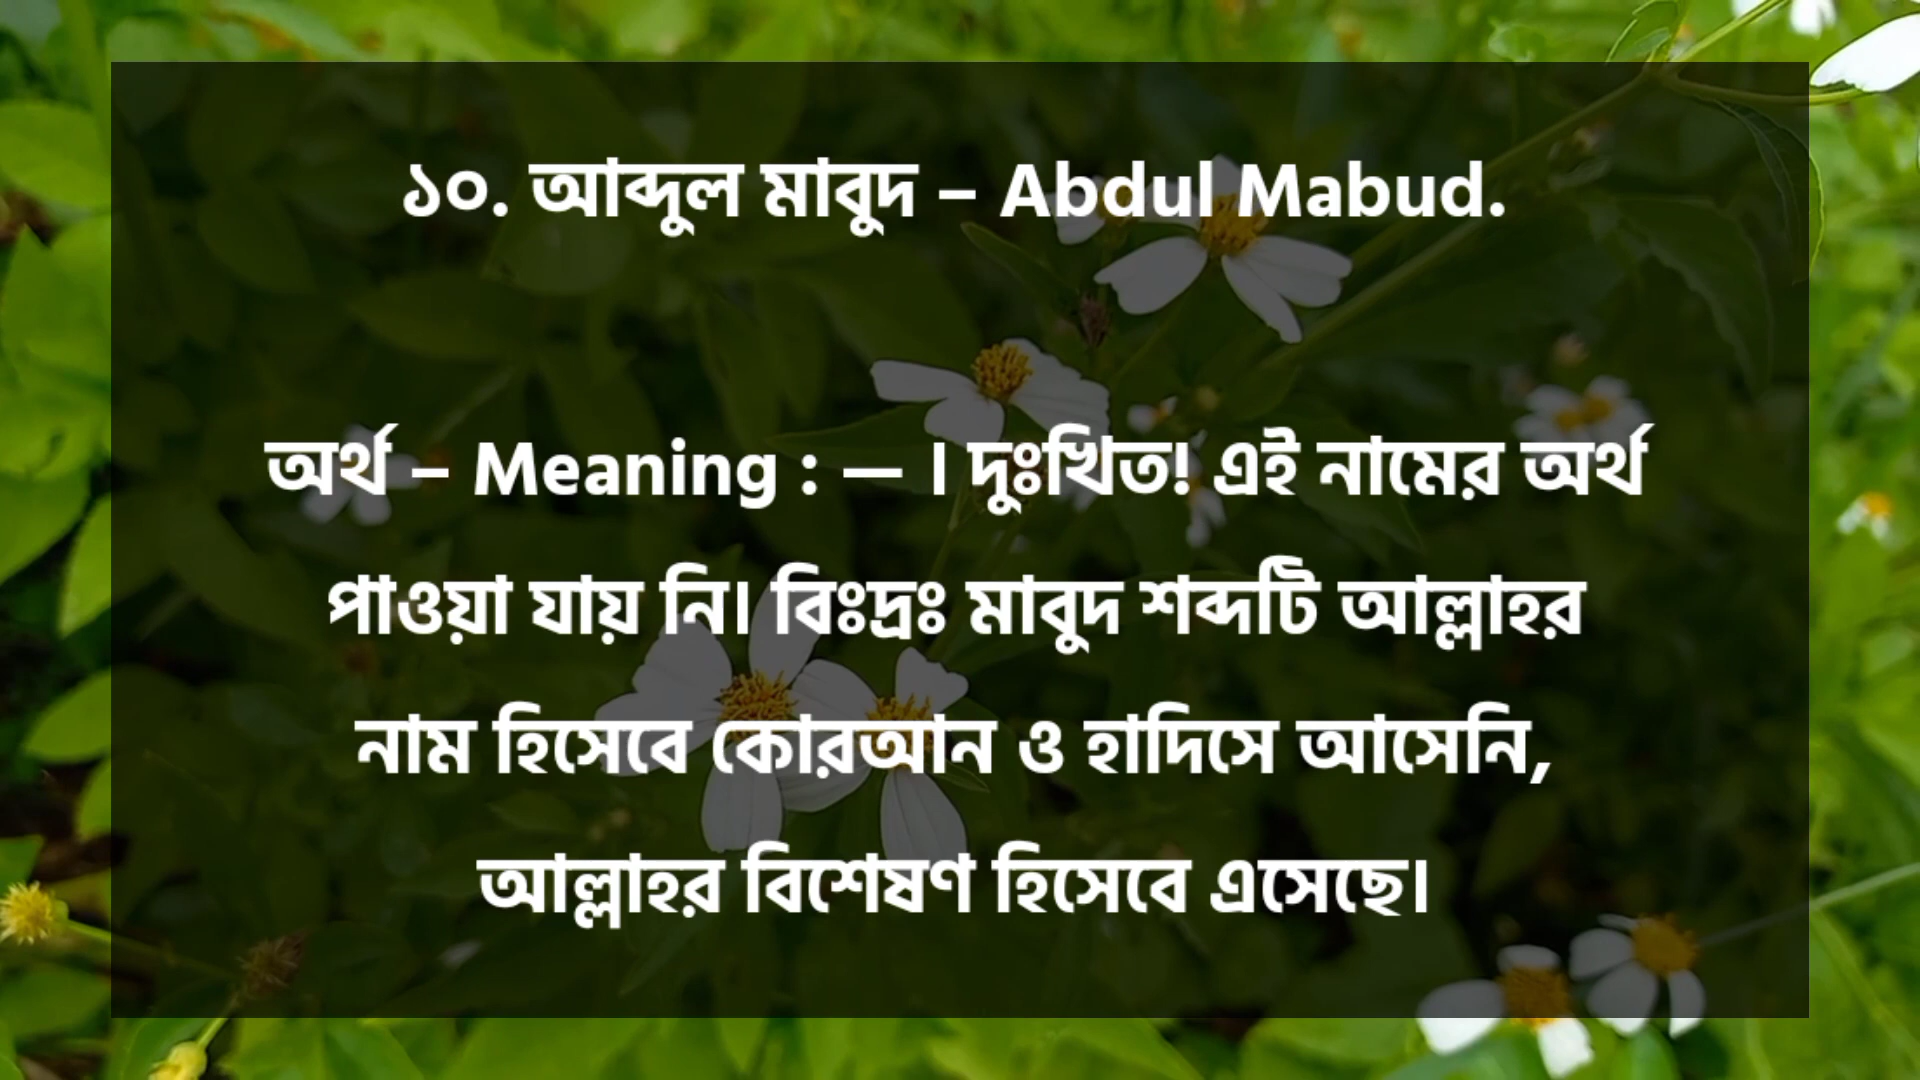 ১০. আব্দুল মাবুদ – Abdul Mabud.
অর্থ – Meaning : — । দুঃখিত! এই নামের অর্থ
পাওয়া যায় নি। বিঃদ্রঃ মাবুদ শব্দটি আল্লাহর
নাম হিসেবে কোরআন ও হাদিসে আসেনি,
আল্লাহর বিশেষণ হিসেবে এসেছে।